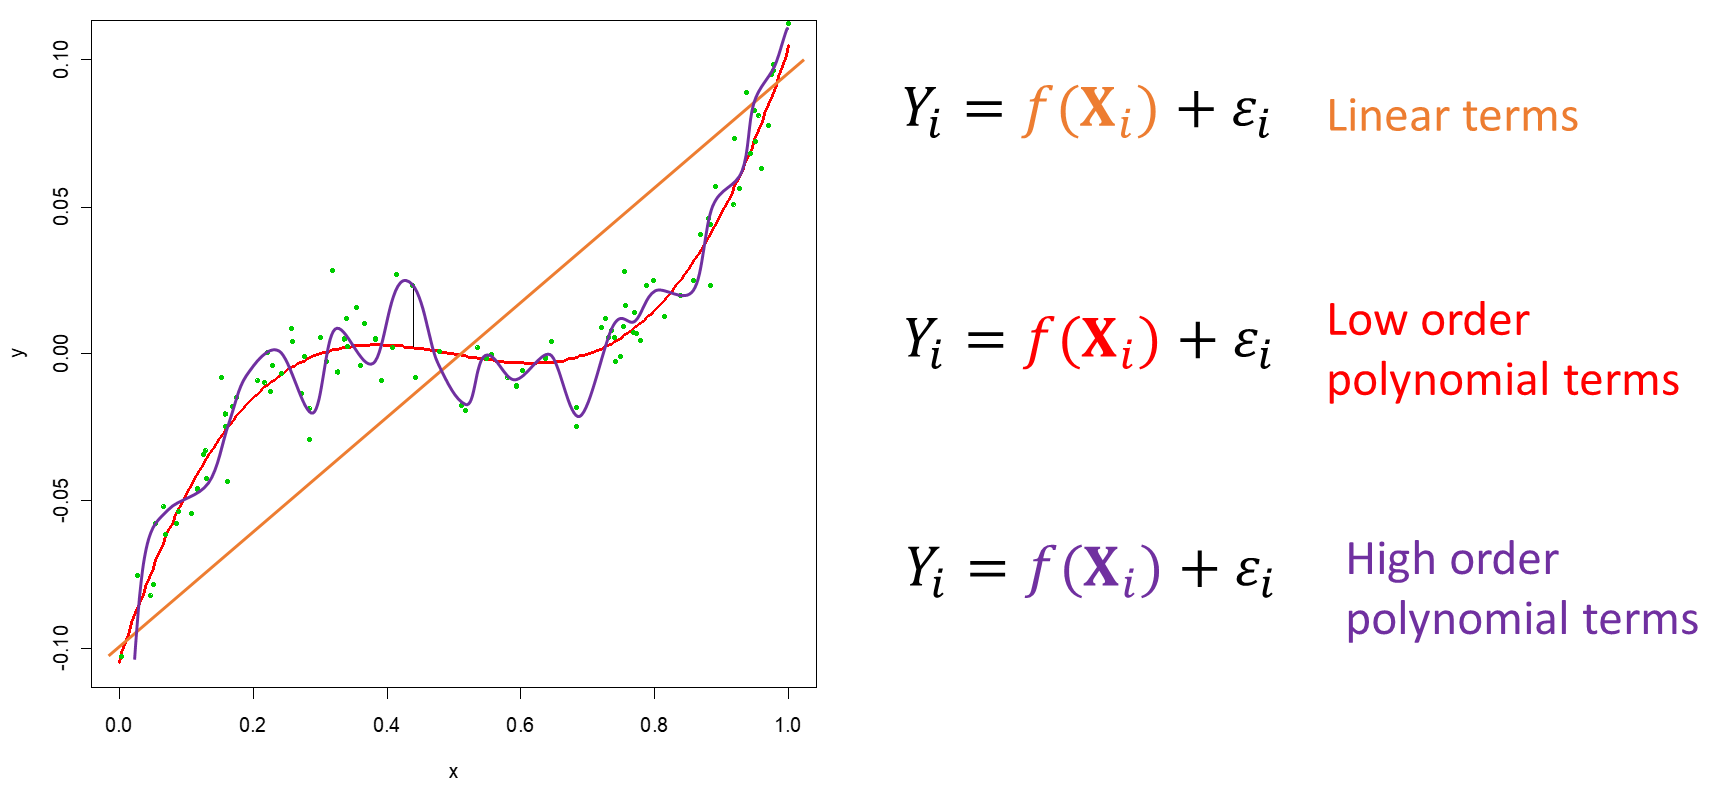 0.10
0.05
0.00
-0.05
-0.10
y
0.0 0.2 0.4 0.6 0.8 1.0
x
Yᵢ = f(Xᵢ) + εᵢ Linear terms
Yᵢ = f(Xᵢ) + εᵢ Low order
polynomial terms
Yᵢ = f(Xᵢ) + εᵢ High order
polynomial terms